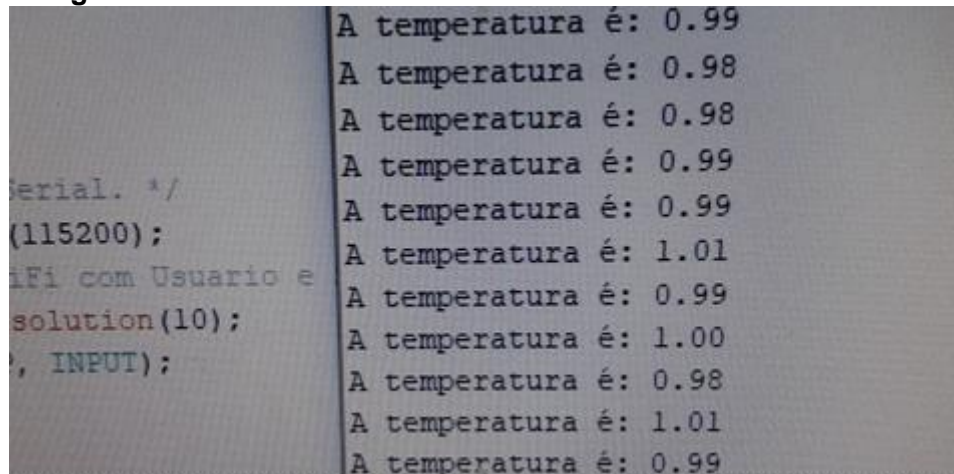 A temperatura é: 0.99
A temperatura é: 0.98
A temperatura é: 0.98
A temperatura é: 0.99
A temperatura é: 0.99
A temperatura é: 1.01
A temperatura é: 0.99
A temperatura é: 1.00
A temperatura é: 0.98
A temperatura é: 1.01
A temperatura é: 0.99
erial. */
(115200);
iFi com Usuario e
solution(10);
, INPUT);